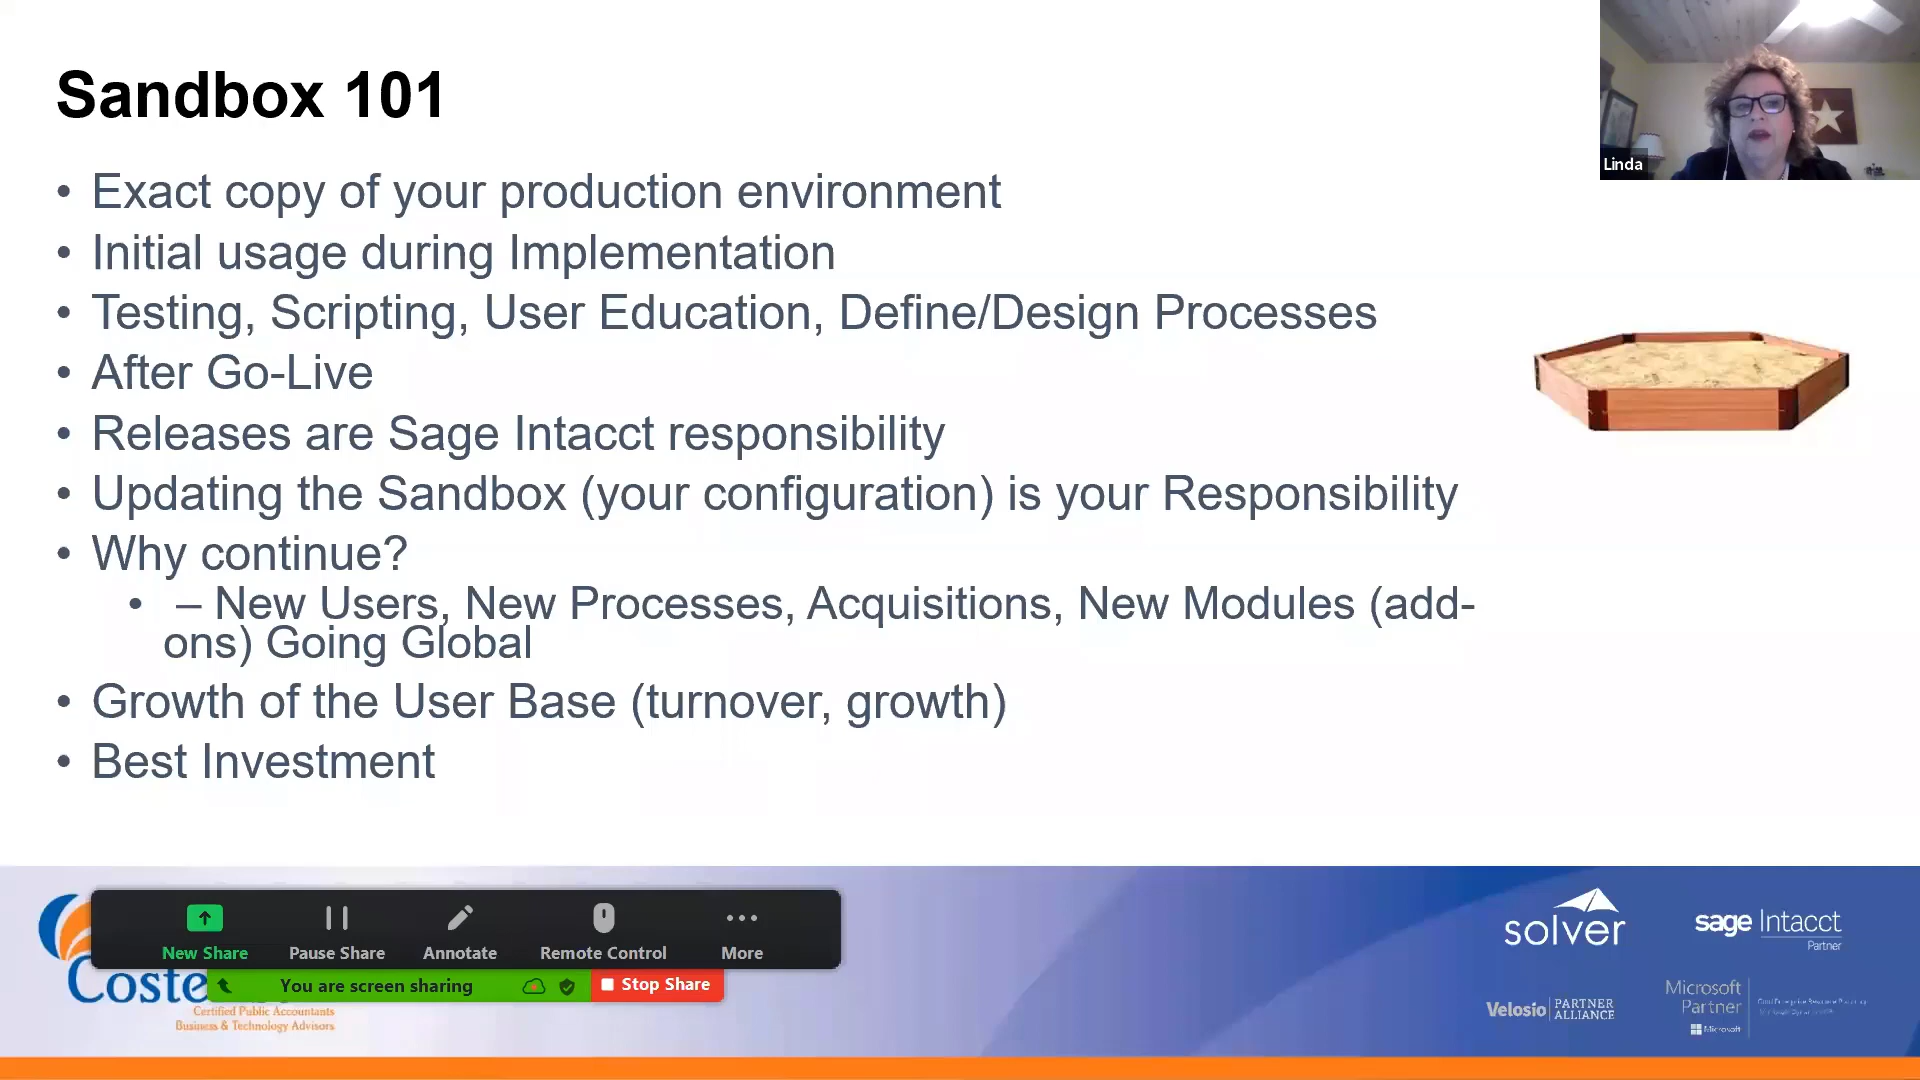 Sandbox 101
Linda
• Exact copy of your production environment
• Initial usage during Implementation
• Testing, Scripting, User Education, Define/Design Processes
• After Go-Live
• Releases are Sage Intacct responsibility
• Updating the Sandbox (your configuration) is your Responsibility
• Why continue?
• – New Users, New Processes, Acquisitions, New Modules (add-
ons) Going Global
• Growth of the User Base (turnover, growth)
• Best Investment
New Share
Pause Share
Annotate
Remote Control
More
You are screen sharing
Stop Share
Coste
Certified Public Accountants
Business & Technology Advisors
solver
sage Intacct
Partner
Velosio PARTNER
ALLIANCE
Microsoft
Partner
Microsoft